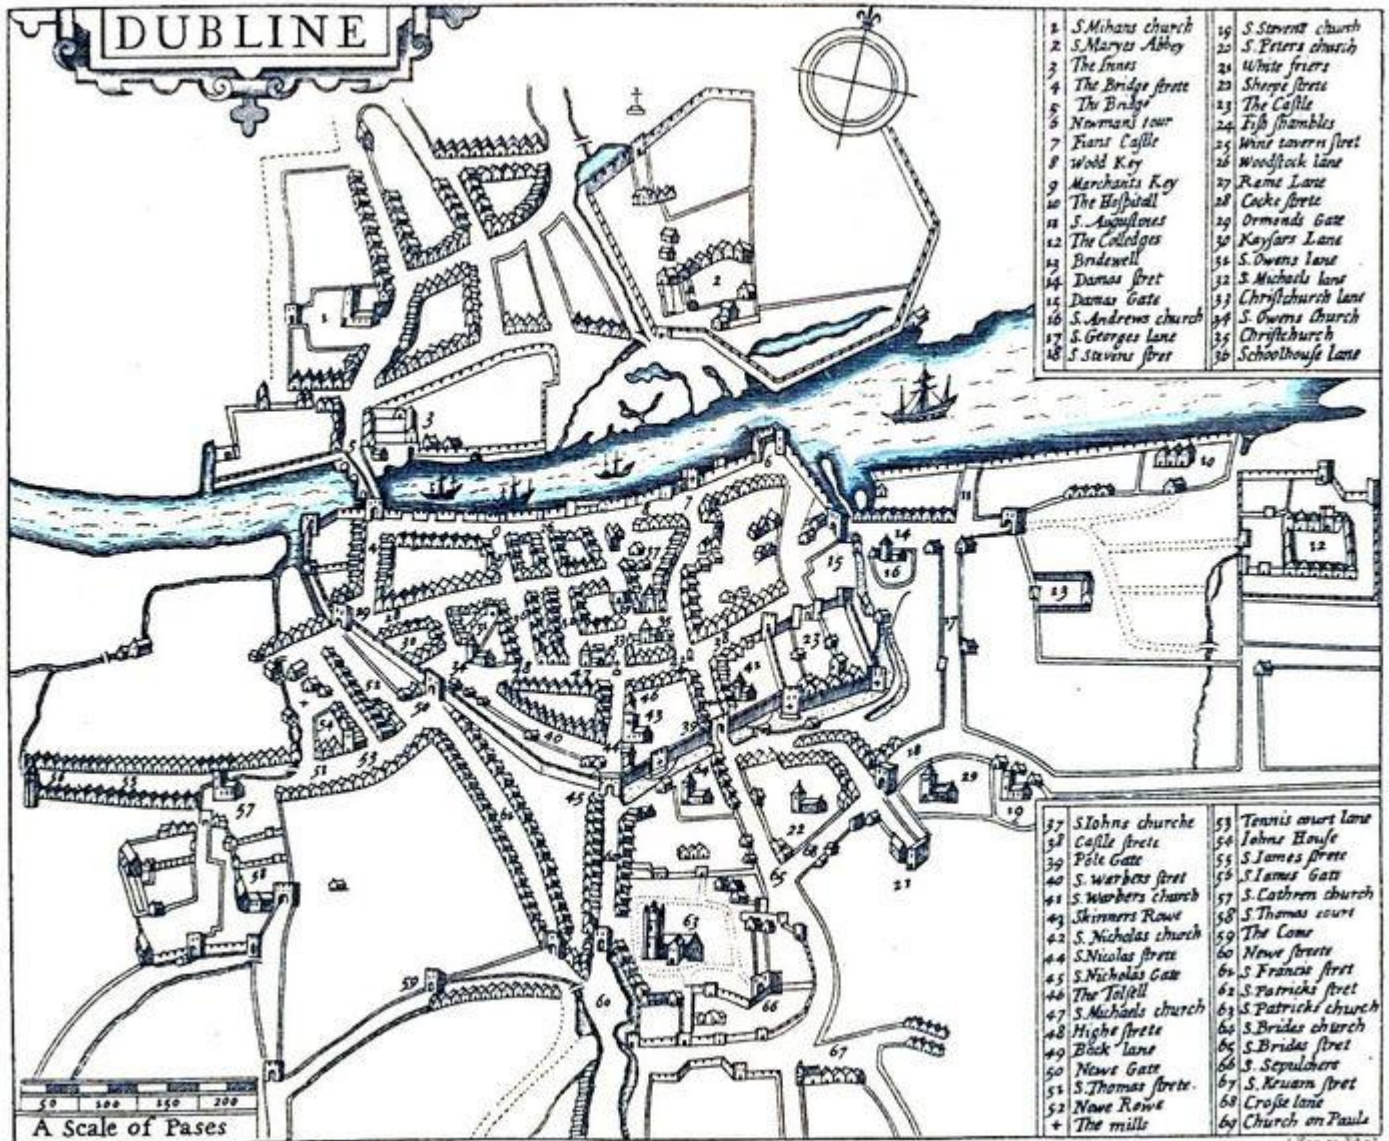 DUBLINE
1 S. Mihans church
2 S. Maryes Abbey
3 The Innes
4 The Bridge strete
5 The Bridge
6 Newmans tour
7 Fians Castle
8 Wood Key
9 Marchants Key
10 The Hospitall
11 S. Augustines
12 The Colledges
13 Bridewell
14 Damas stret
15 Damas Gate
16 S. Andrews church
17 S. Georges lane
18 S. Stevens stret
19 S. Stevens church
20 S. Peters church
21 White friers
22 Sheepe strete
23 The Castle
24 Fish shambles
25 Wine tavern stret
26 Woodstock lane
27 Rame Lane
28 Cocke strete
29 Ormonds Gate
30 Kaysars Lane
31 S. Owens lane
32 S. Michaels lane
33 Christchurch lane
34 S. Owens Church
35 Christchurch
36 Schoolhouse lane
37 S. Iohns churche
38 Castle strete
39 Pole Gate
40 S. Warbers stret
41 S. Warbers church
43 Skinners Rowe
42 S. Nicholas church
44 S. Nicolas strete
45 S. Nicholas Gate
46 The Tolsell
47 S. Michaels church
48 Highe strete
49 Back lane
50 Newe Gate
51 S. Thomas strete.
52 Newe Rowe
+ The mills
53 Tennis court lane
54 Iohns House
55 S. Iames strete
56 S. Iames Gate
57 S. Cathren church
58 S. Thomas court
59 The Come
60 Newe streete
61 S. Francis stret
62 S. Patricks stret
63 S. Patricks church
64 S. Brides church
65 S. Brides stret
66 S. Sepulchers
67 S. Kevam stret
68 Crosse lane
69 Church on Pauls
50 100 150 200
A Scale of Pases